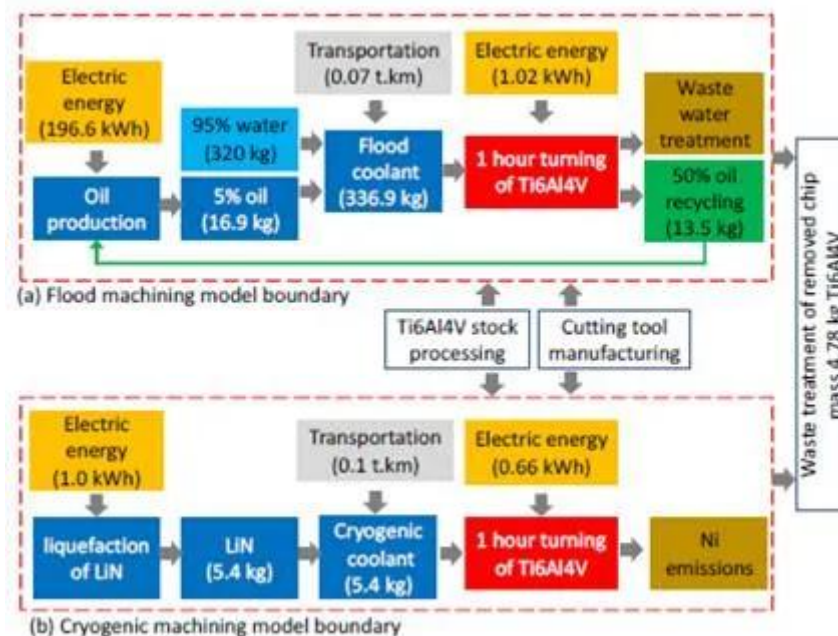 Electric
energy
(196.6 kWh)
Transportation
(0.07 t.km)
Electric energy
(1.02 kWh)
Waste
water
treatment
95% water
(320 kg)
Flood
coolant
(336.9 kg)
1 hour turning
of Ti6Al4V
Oil
production
5% oil
(16.9 kg)
50% oil
recycling
(13.5 kg)
(a) Flood machining model boundary
Ti6Al4V stock
processing
Cutting tool
manufacturing
Waste treatment of removed chip
mass 4.78 kg Ti6Al4V
Electric
energy
(1.0 kWh)
Transportation
(0.1 t.km)
Electric energy
(0.66 kWh)
liquefaction
of LiN
LiN
(5.4 kg)
Cryogenic
coolant
(5.4 kg)
1 hour turning
of Ti6Al4V
Ni
emissions
(b) Cryogenic machining model boundary